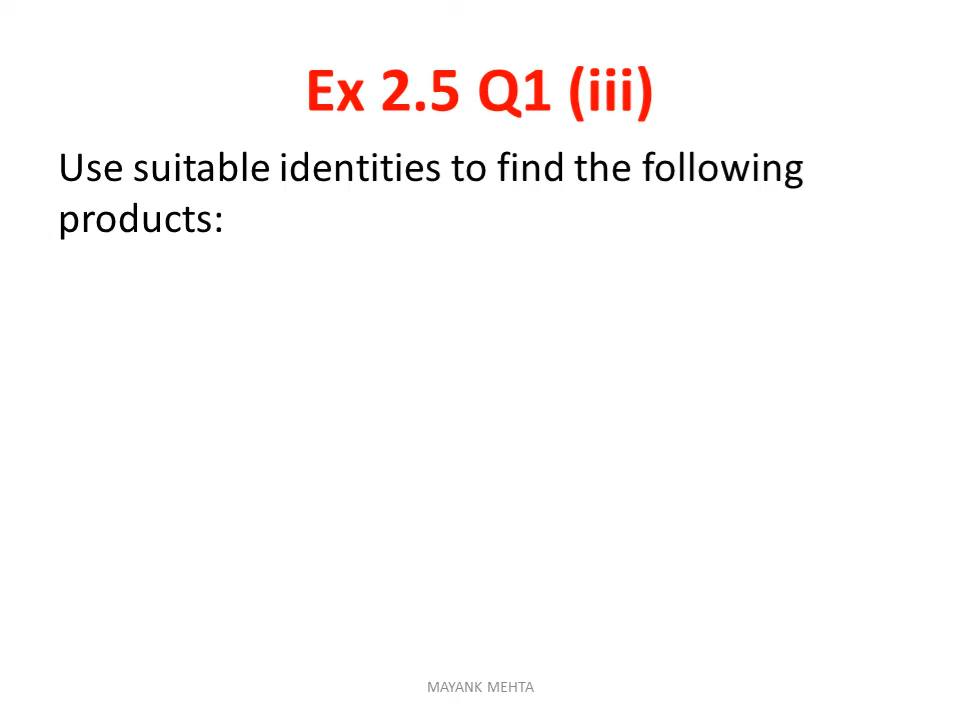 Ex 2.5 Q1 (iii)
Use suitable identities to find the following
products:
MAYANK MEHTA